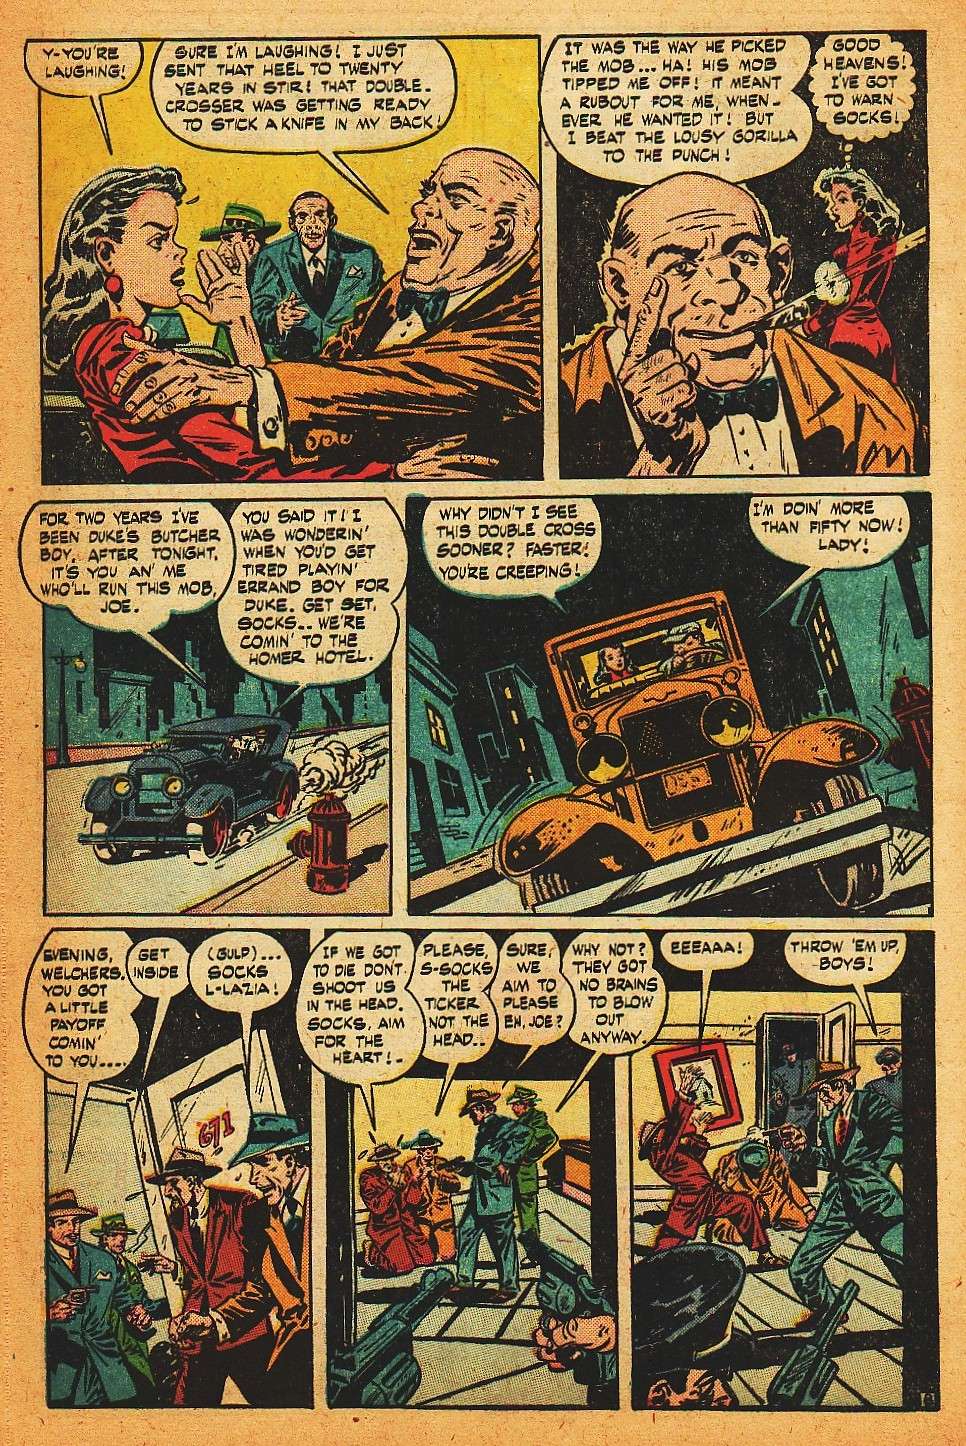 Y-YOU'RE
LAUGHING!
SURE I'M LAUGHING! I JUST
SENT THAT HEEL TO TWENTY
YEARS IN STIR! THAT DOUBLE-
CROSSER WAS GETTING READY
TO STICK A KNIFE IN MY BACK!
IT WAS THE WAY HE PICKED
THE MOB... HA! HIS MOB
TIPPED ME OFF! IT MEANT
A RUBOUT FOR ME, WHEN-
EVER HE WANTED IT! BUT
I BEAT THE LOUSY GORILLA
TO THE PUNCH!
GOOD
HEAVENS!
I'VE GOT
TO WARN
SOCKS!
FOR TWO YEARS I'VE
BEEN DUKE'S BUTCHER
BOY. AFTER TONIGHT,
IT'S YOU AN' ME
WHO'LL RUN THIS MOB,
JOE.
YOU SAID IT! I
WAS WONDERIN'
WHEN YOU'D GET
TIRED PLAYIN'
ERRAND BOY FOR
DUKE. GET SET,
SOCKS.. WE'RE
COMIN' TO THE
HOMER HOTEL.
WHY DIDN'T I SEE
THIS DOUBLE CROSS
SOONER? FASTER!
YOU'RE CREEPING!
I'M DOIN' MORE
THAN FIFTY NOW!
LADY!
EVENING,
WELCHERS.
YOU GOT
A LITTLE
PAYOFF
COMIN'
TO YOU....
GET
INSIDE
(GULP)...
SOCKS
L-LAZIA!
671
IF WE GOT
TO DIE DON'T
SHOOT US
IN THE HEAD.
SOCKS, AIM
FOR THE
HEART!-
PLEASE,
S-SOCKS
THE
TICKER
NOT THE
HEAD..
SURE,
WE
AIM TO
PLEASE
EH, JOE?
WHY NOT?
THEY GOT
NO BRAINS
TO BLOW
OUT
ANYWAY.
EEEAAA!
THROW 'EM UP,
BOYS!